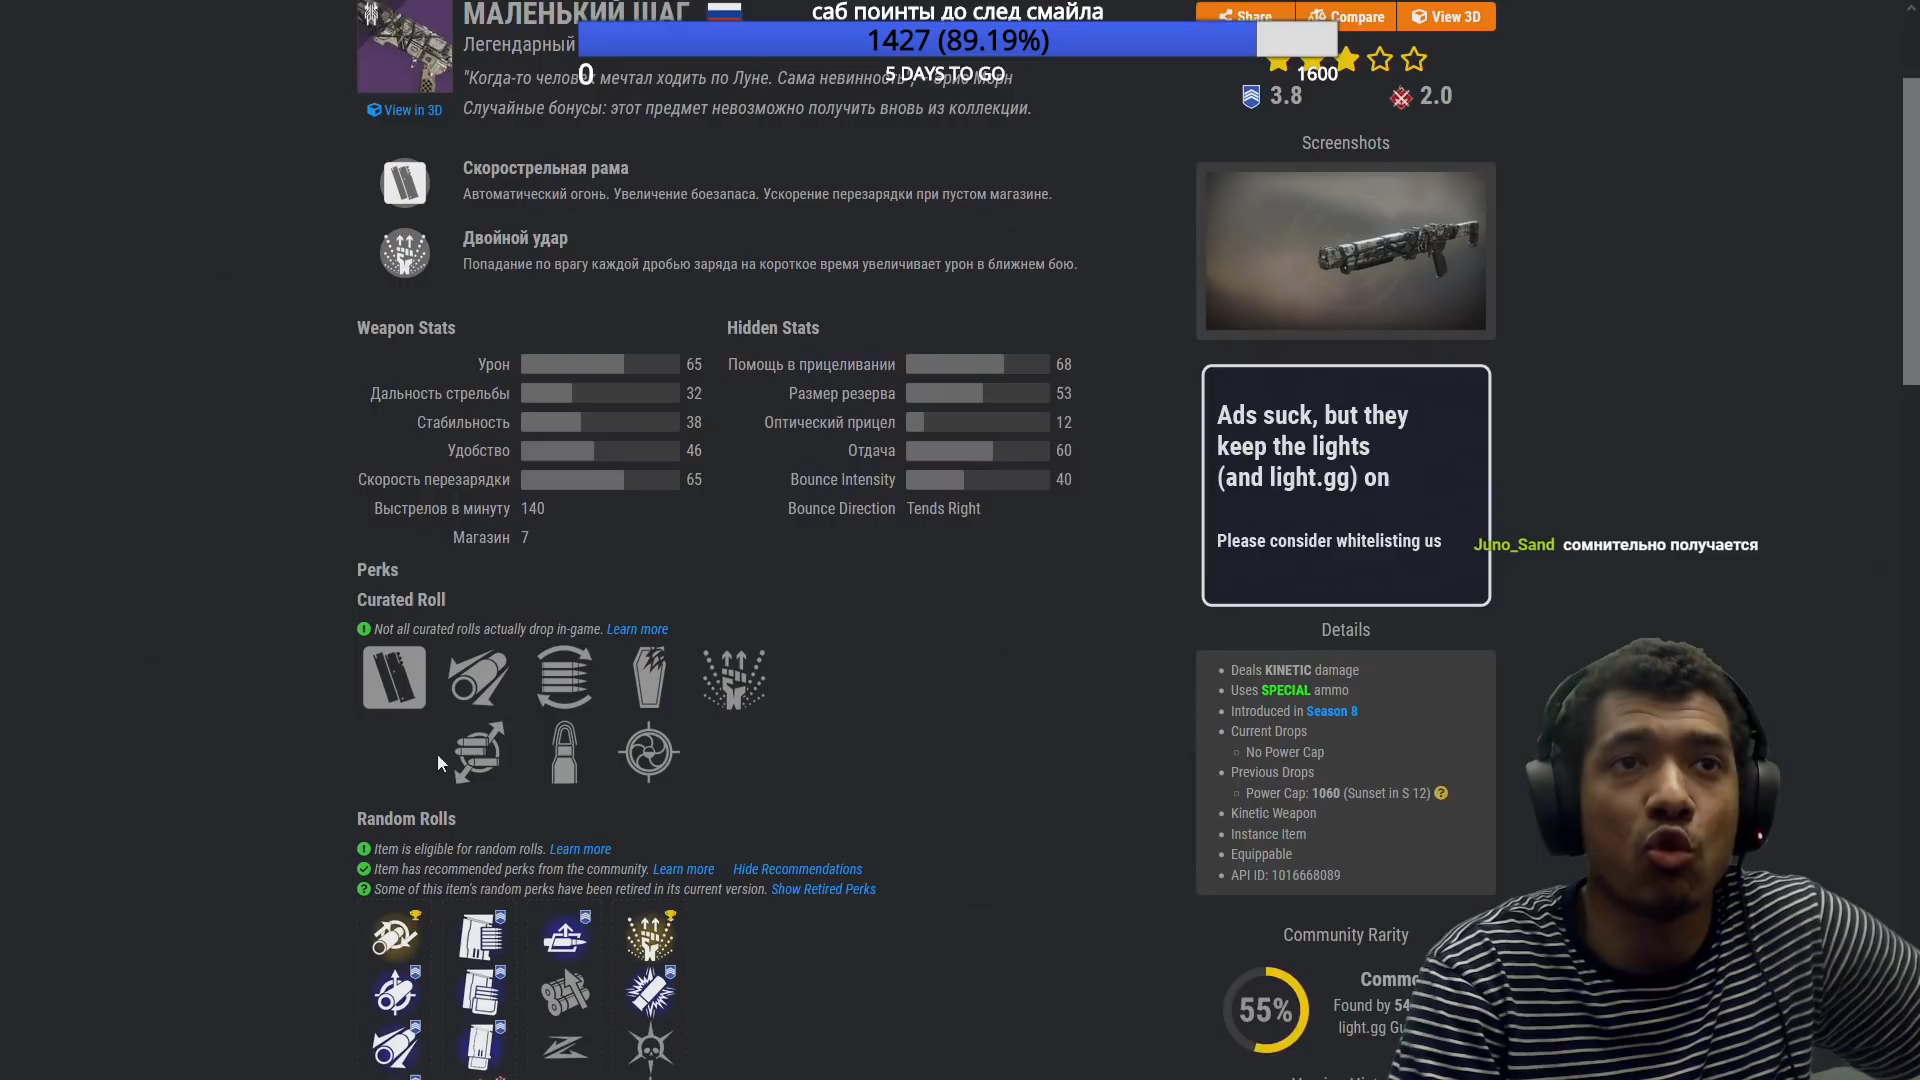 МАЛЕНЬКИЙ ШАГ
саб поинты до след смайла
Share
Compare
View 3D
Легендарный
1427 (89.19%)
0
5 DAYS TO GO
1600
"Когда-то человек мечтал ходить по Луне. Сама невинность
View in 3D
Случайные бонусы: этот предмет невозможно получить вновь из коллекции.
3.8
2.0
Screenshots
Скорострельная рама
Автоматический огонь. Увеличение боезапаса. Ускорение перезарядки при пустом магазине.
Двойной удар
Попадание по врагу каждой дробью заряда на короткое время увеличивает урон в ближнем бою.
Weapon Stats
Урон 65
Дальность стрельбы 32
Стабильность 38
Удобство 46
Скорость перезарядки 65
Выстрелов в минуту 140
Магазин 7
Hidden Stats
Помощь в прицеливании 68
Размер резерва 53
Оптический прицел 12
Отдача 60
Bounce Intensity 40
Bounce Direction Tends Right
Ads suck, but they
keep the lights
(and light.gg) on
Please consider whitelisting us
Juno_Sand сомнительно получается
Perks
Curated Roll
Not all curated rolls actually drop in-game. Learn more
Random Rolls
Item is eligible for random rolls. Learn more
Item has recommended perks from the community. Learn more Hide Recommendations
Some of this item's random perks have been retired in its current version. Show Retired Perks
Details
Deals KINETIC damage
Uses SPECIAL ammo
Introduced in Season 8
Current Drops
No Power Cap
Previous Drops
Power Cap: 1060 (Sunset in S 12)
Kinetic Weapon
Instance Item
Equippable
API ID: 1016668089
Community Rarity
55%
Found by
light.gg